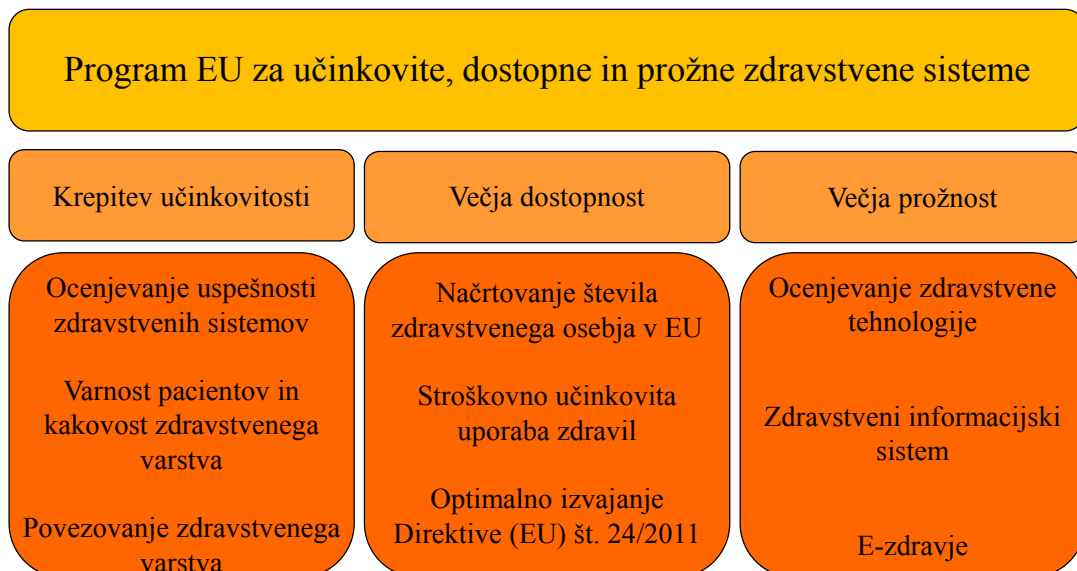 Program EU za učinkovite, dostopne in prožne zdravstvene sisteme
Krepitev učinkovitosti
Večja dostopnost
Večja prožnost
Ocenjevanje uspešnosti
zdravstvenih sistemov
Varnost pacientov in
kakovost zdravstvenega
varstva
Povezovanje zdravstvenega
varstva
Načrtovanje števila
zdravstvenega osebja v EU
Stroškovno učinkovita
uporaba zdravil
Optimalno izvajanje
Direktive (EU) št. 24/2011
Ocenjevanje zdravstvene
tehnologije
Zdravstveni informacijski
sistem
E-zdravje